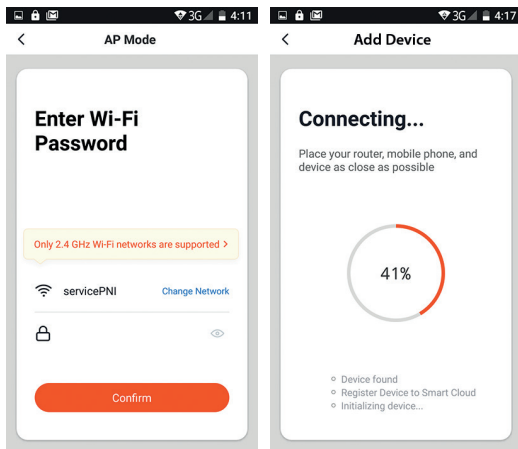 3G 4:11
AP Mode
Enter Wi-Fi
Password
Only 2.4 GHz Wi-Fi networks are supported >
servicePNI Change Network
Confirm
3G 4:17
Add Device
Connecting...
Place your router, mobile phone, and
device as close as possible
41%
Device found
Register Device to Smart Cloud
Initializing device...